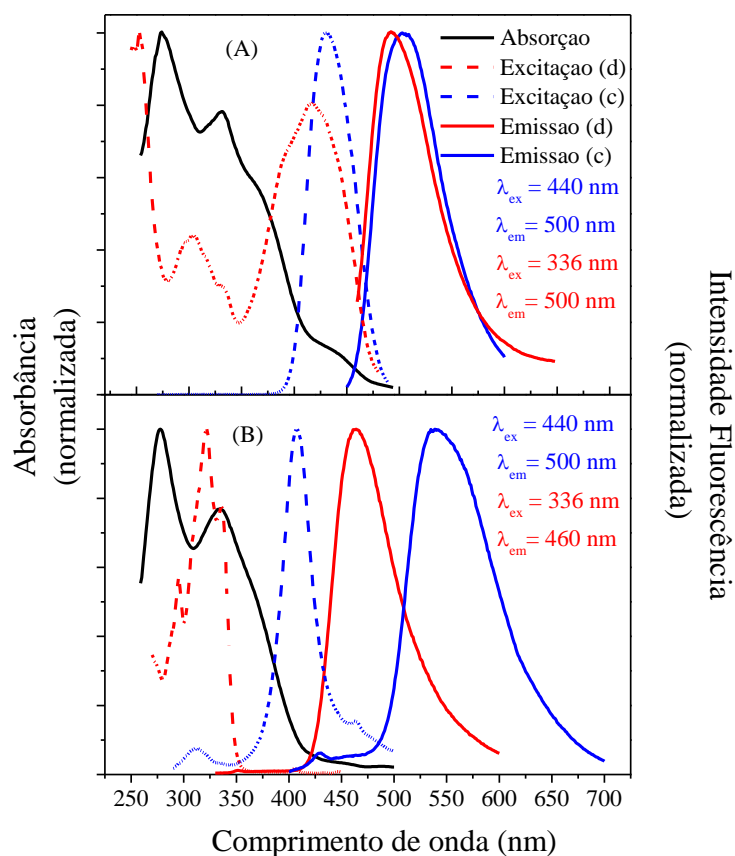 (A)
Absorçao
Excitaçao (d)
Excitaçao (c)
Emissao (d)
Emissao (c)
λex = 440 nm
λem = 500 nm
λex = 336 nm
λem = 500 nm
(B)
λex = 440 nm
λem = 500 nm
λex = 336 nm
λem= 460 nm
Absorbância
(normalizada)
Intensidade Fluorescência
(normalizada)
250 300 350 400 450 500 550 600 650 700
Comprimento de onda (nm)